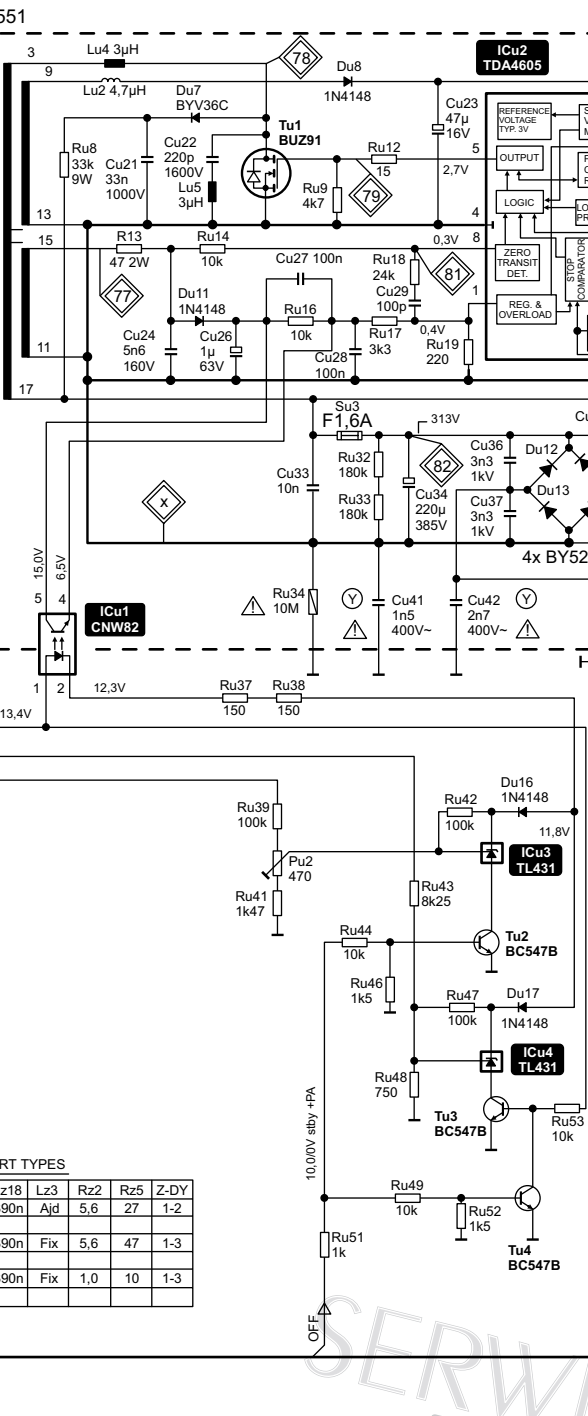 551
3
Lu4 3µH
9
Lu2 4,7µH
78
Du8
1N4148
ICu2
TDA4605
Du7
BYV36C
Cu23
47µ
16V
REFERENCE
VOLTAGE
TYP. 3V
Tu1
BUZ91
Ru8
33k
9W
Cu21
33n
1000V
Cu22
220p
1600V
Lu5
3µH
Ru12
15
5
2,7V
OUTPUT
Ru9
4k7
79
LOGIC
13
4
15
R13
47 2W
Ru14
10k
0,3V
8
ZERO
TRANSIT
DET.
STOP
COMPARATOR
Cu27 100n
Ru18
24k
81
77
Du11
1N4148
Cu29
100p
1
REG. &
OVERLOAD
Cu24
5n6
160V
Cu26
1µ
63V
Ru16
10k
Ru17
3k3
0,4V
Ru19
220
11
Cu28
100n
17
Su3
F1,6A
313V
Cu33
10n
Ru32
180k
82
Cu36
3n3
1kV
Du12
Ru33
180k
Cu34
220µ
385V
Cu37
3n3
1kV
Du13
x
4x BY52
15,0V
6,5V
5
4
ICu1
CNW82
Ru34
10M
Y
Cu41
1n5
400V~
Cu42
2n7
400V~
Y
1
2
12,3V
Ru37
150
Ru38
150
13,4V
Ru39
100k
Ru42
100k
Du16
1N4148
11,8V
Pu2
470
ICu3
TL431
Ru41
1k47
Ru43
8k25
Ru44
10k
Tu2
BC547B
Ru46
1k5
Ru47
100k
Du17
1N4148
ICu4
TL431
Ru48
750
Tu3
BC547B
Ru53
10k
10,0/0V stby +PA
RT TYPES
z18 Lz3 Rz2 Rz5 Z-DY
90n Ajd 5,6 27 1-2
90n Fix 5,6 47 1-3
90n Fix 1,0 10 1-3
Ru49
10k
Ru52
1k5
Ru51
1k
Tu4
BC547B
OFF